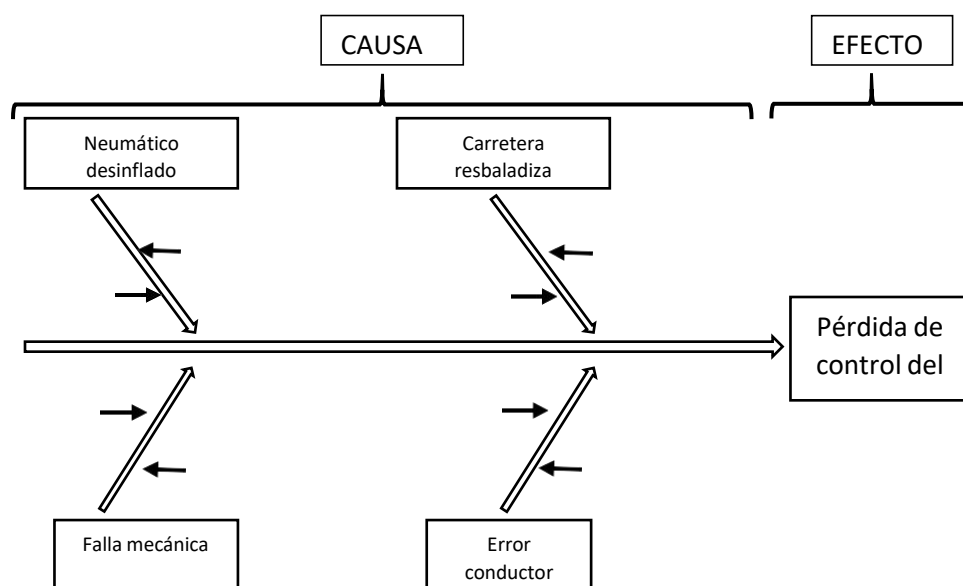 CAUSA
EFECTO
Neumático
desinflado
Carretera
resbaladiza
Pérdida de
control del
Falla mecánica
Error
conductor